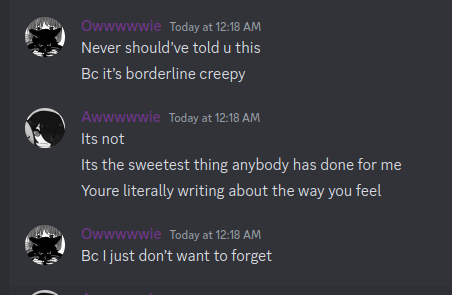 Owwwwwie Today at 12:18 AM
Never should've told u this
Bc it's borderline creepy
Awwwwwie Today at 12:18 AM
Its not
Its the sweetest thing anybody has done for me
Youre literally writing about the way you feel
Owwwwwie Today at 12:18 AM
Bc I just don't want to forget